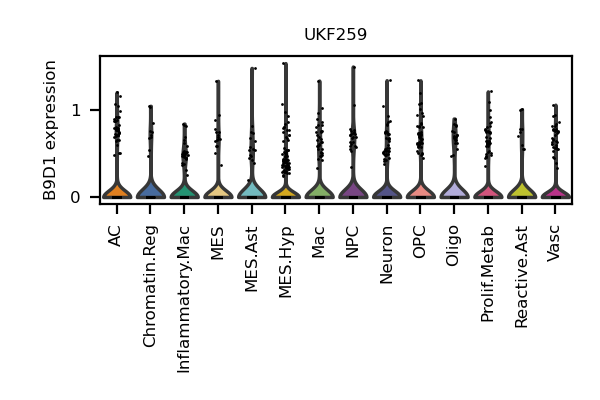 UKF259
B9D1 expression
1
0
AC
Chromatin.Reg
Inflammatory.Mac
MES
MES.Ast
MES.Hyp
Mac
NPC
Neuron
OPC
Oligo
Prolif.Metab
Reactive.Ast
Vasc